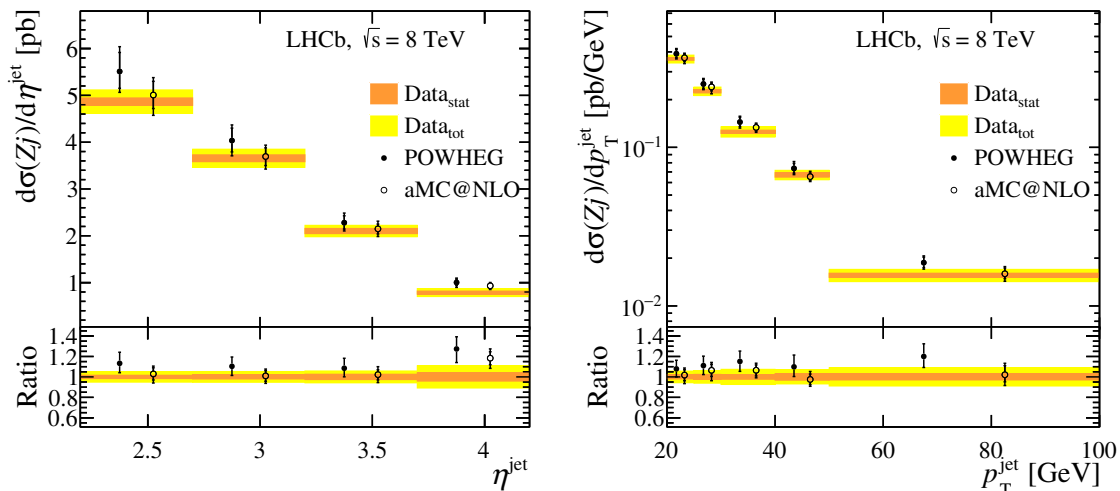 dσ(Zj)/dη^jet [pb]
LHCb, √s = 8 TeV
Data_stat
Data_tot
POWHEG
aMC@NLO
6
5
4
3
2
1
Ratio
1.4
1.2
1
0.8
0.6
2.5 3 3.5 4
η^jet
dσ(Zj)/dp_T^jet [pb/GeV]
LHCb, √s = 8 TeV
Data_stat
Data_tot
POWHEG
aMC@NLO
10^−1
10^−2
Ratio
1.4
1.2
1
0.8
0.6
20 40 60 80 100
p_T^jet [GeV]